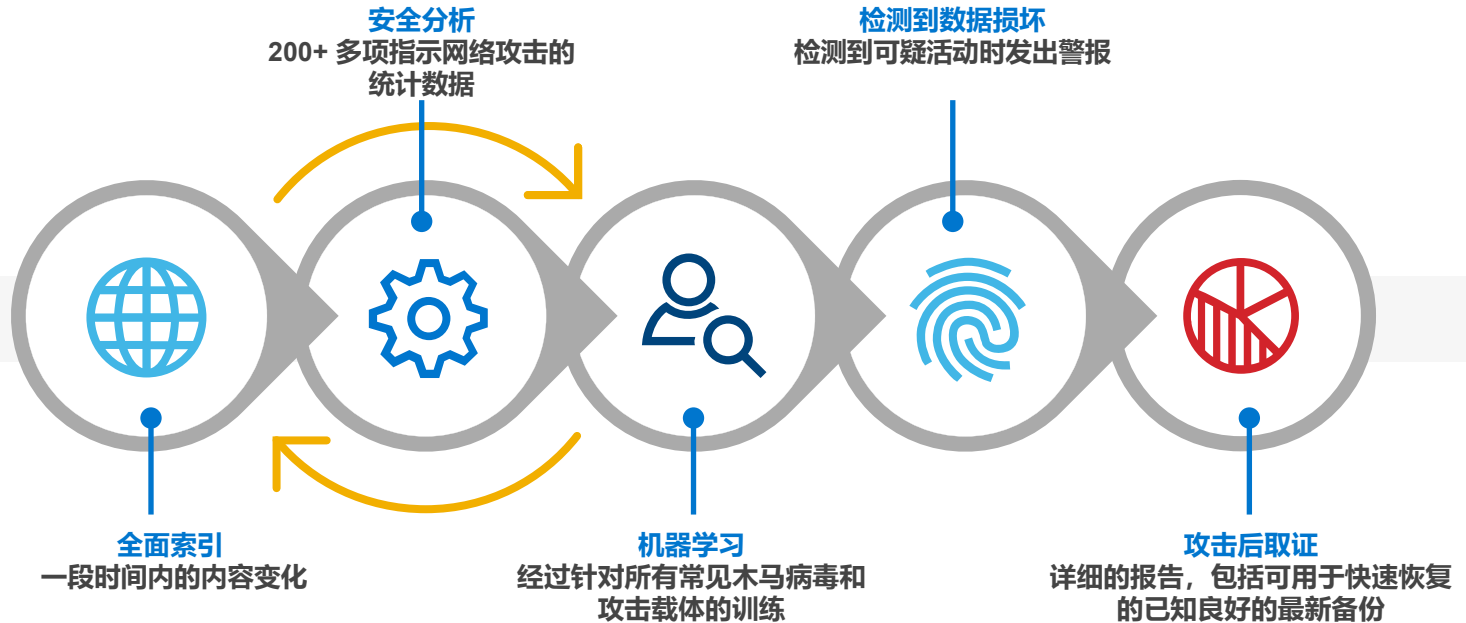 安全分析
200+ 多项指示网络攻击的
统计数据
检测到数据损坏
检测到可疑活动时发出警报
全面索引
一段时间内的内容变化
机器学习
经过针对所有常见木马病毒和
攻击载体的训练
攻击后取证
详细的报告，包括可用于快速恢复
的已知良好的最新备份